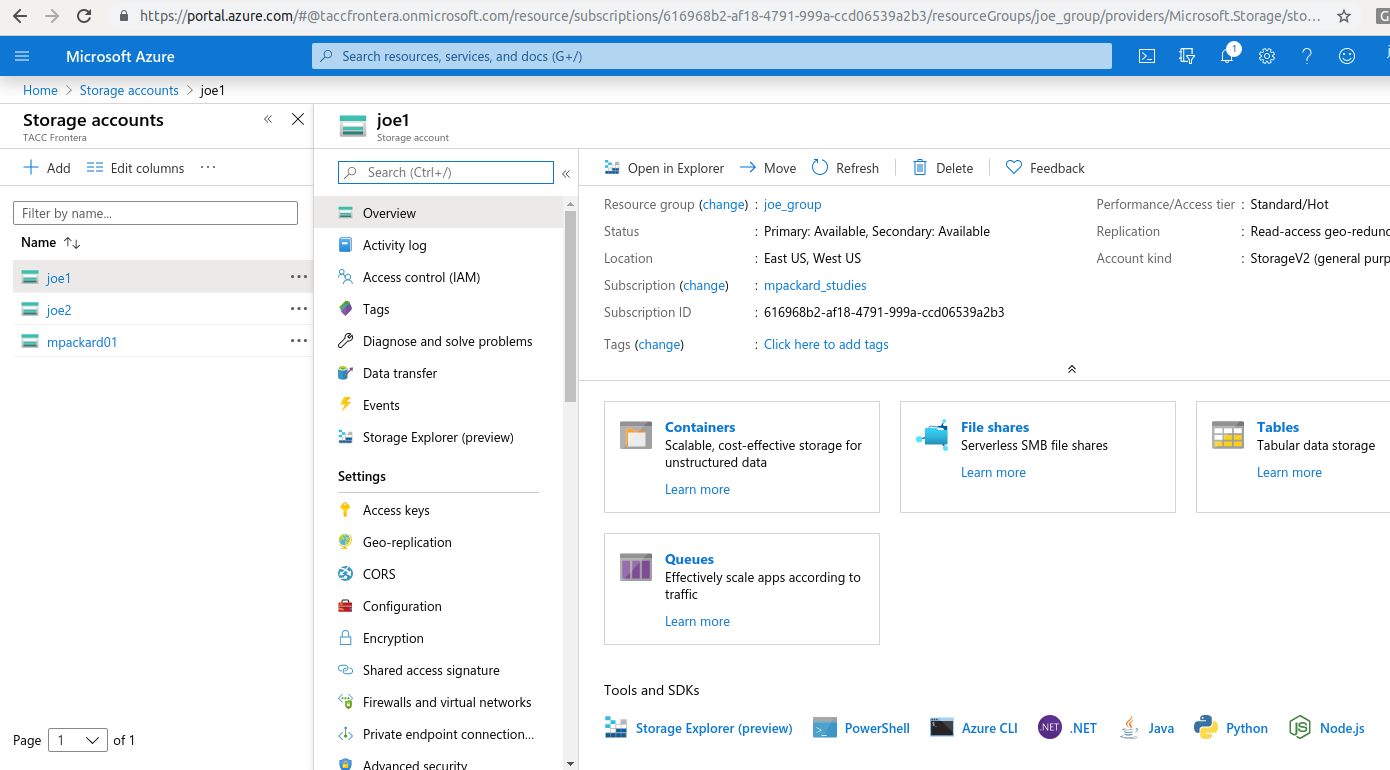 https://portal.azure.com/#@taccfrontera.onmicrosoft.com/resource/subscriptions/616968b2-af18-4791-999a-ccd06539a2b3/resourceGroups/joe_group/providers/Microsoft.Storage/sto...
Microsoft Azure
Search resources, services, and docs (G+/)
1
Home > Storage accounts > joe1
Storage accounts
TACC Frontera
Add
Edit columns
Filter by name...
Name
joe1
joe2
mpackard01
Page 1 of 1
joe1
Storage account
Search (Ctrl+/)
Overview
Activity log
Access control (IAM)
Tags
Diagnose and solve problems
Data transfer
Events
Storage Explorer (preview)
Settings
Access keys
Geo-replication
CORS
Configuration
Encryption
Shared access signature
Firewalls and virtual networks
Private endpoint connection...
Advanced security
Open in Explorer
Move
Refresh
Delete
Feedback
Resource group (change) : joe_group
Status : Primary: Available, Secondary: Available
Location : East US, West US
Subscription (change) : mpackard_studies
Subscription ID : 616968b2-af18-4791-999a-ccd06539a2b3
Tags (change) : Click here to add tags
Performance/Access tier : Standard/Hot
Replication : Read-access geo-redunc
Account kind : StorageV2 (general purp
Containers
Scalable, cost-effective storage for
unstructured data
Learn more
File shares
Serverless SMB file shares
Learn more
Tables
Tabular data storage
Learn more
Queues
Effectively scale apps according to
traffic
Learn more
Tools and SDKs
Storage Explorer (preview)
PowerShell
Azure CLI
NET
.NET
Java
Python
JS
Node.js